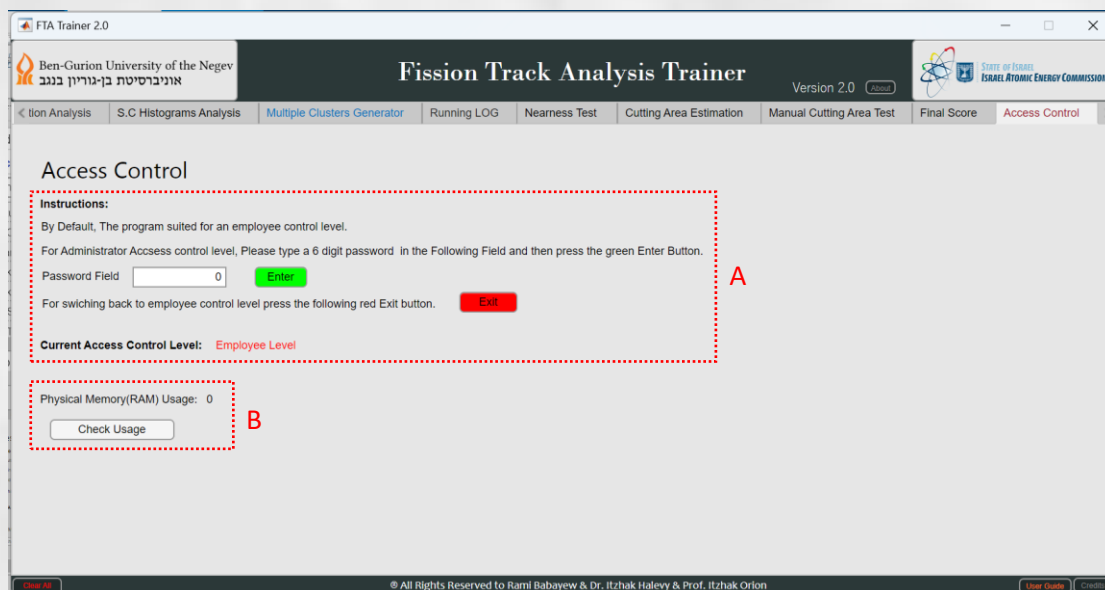 FTA Trainer 2.0
Ben-Gurion University of the Negev
אוניברסיטת בן-גוריון בנגב
Fission Track Analysis Trainer
Version 2.0
About
STATE OF ISRAEL
ISRAEL ATOMIC ENERGY COMMISSION
tion Analysis
S.C Histograms Analysis
Multiple Clusters Generator
Running LOG
Nearness Test
Cutting Area Estimation
Manual Cutting Area Test
Final Score
Access Control
Access Control
Instructions:
By Default, The program suited for an employee control level.
For Administrator Accsess control level, Please type a 6 digit password in the Following Field and then press the green Enter Button.
Password Field 0 Enter
For swiching back to employee control level press the following red Exit button. Exit
A
Current Access Control Level: Employee Level
Physical Memory(RAM) Usage: 0
Check Usage
B
Clear All
® All Rights Reserved to Rami Babayew & Dr. Itzhak Halevy & Prof. Itzhak Orion
User Guide
Credits